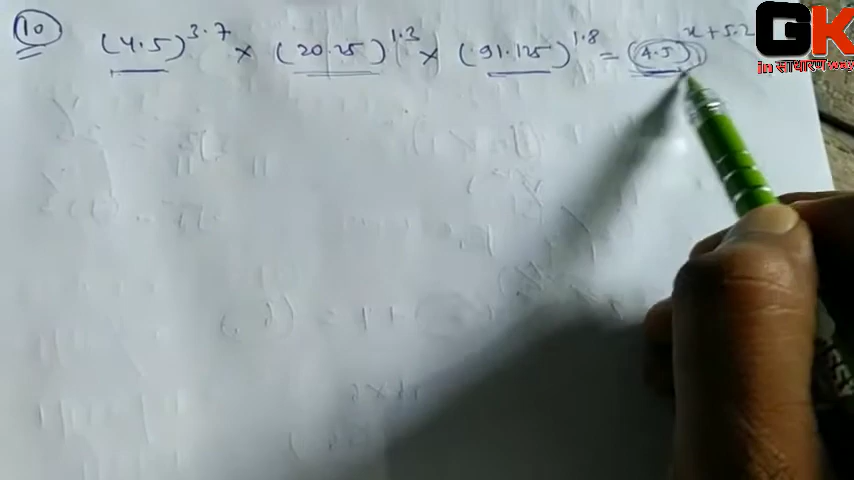 (10) (4.5)^3.7 × (20.25)^1.3 × (91.125)^1.8 = (4.5)^x+5.2
GK
in साधारण way